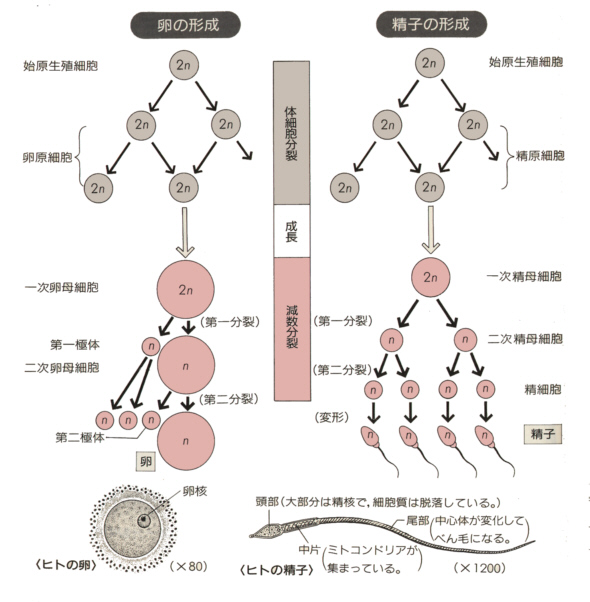 卵の形成
精子の形成
始原生殖細胞
2n
2n
2n
卵原細胞
2n
2n
一次卵母細胞
2n
(第一分裂)
第一極体
n
二次卵母細胞
n
(第二分裂)
n
n
n
第二極体
n
卵
体細胞分裂
成長
減数分裂
始原生殖細胞
2n
2n
2n
精原細胞
2n
2n
一次精母細胞
2n
(第一分裂)
二次精母細胞
n
n
(第二分裂)
精細胞
n
n
n
n
(変形)
n
n
n
n
精子
卵核
〈ヒトの卵〉
(×80)
頭部(大部分は精核で,細胞質は脱落している。)
尾部(中心体が変化して
べん毛になる。)
中片(ミトコンドリアが
集まっている。)
〈ヒトの精子〉
(×1200)